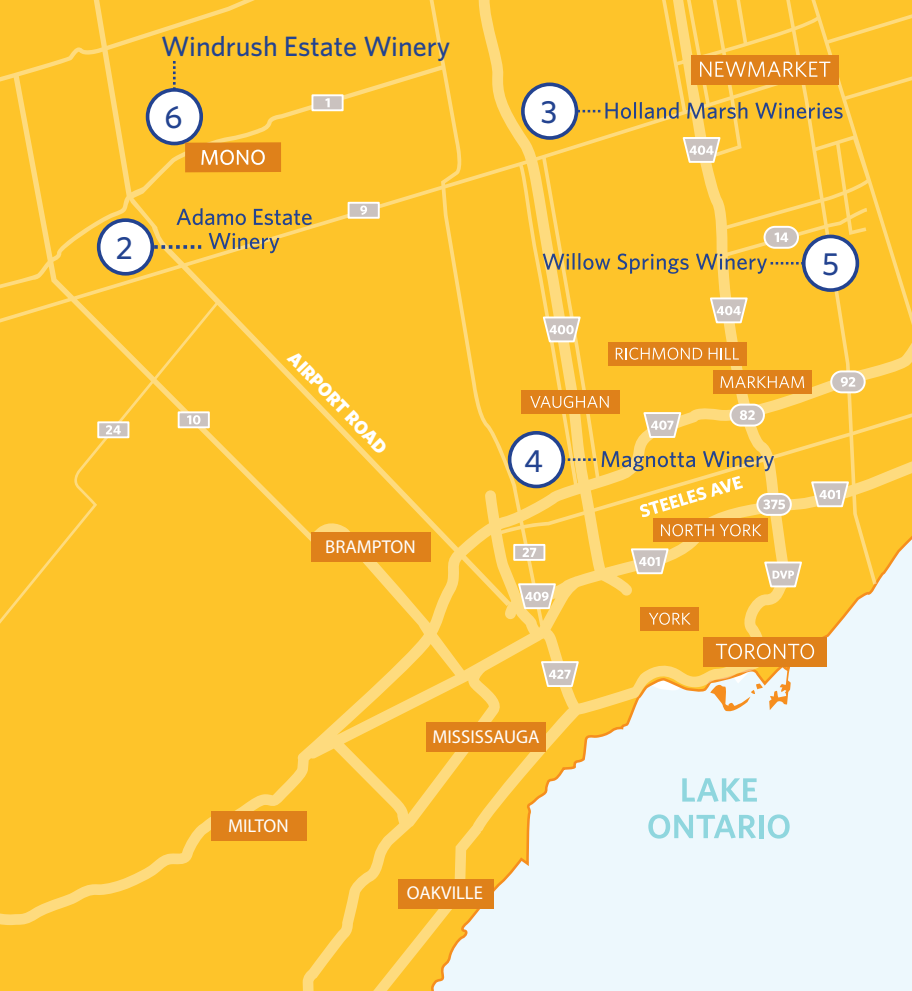 Windrush Estate Winery
6
1
MONO
NEWMARKET
3
Holland Marsh Wineries
404
9
Adamo Estate
Winery
2
14
Willow Springs Winery
5
404
400
RICHMOND HILL
MARKHAM
92
VAUGHAN
82
407
AIRPORT ROAD
10
24
4
Magnotta Winery
STEELES AVE
401
375
NORTH YORK
BRAMPTON
27
401
DVP
409
YORK
TORONTO
427
MISSISSAUGA
LAKE
ONTARIO
MILTON
OAKVILLE